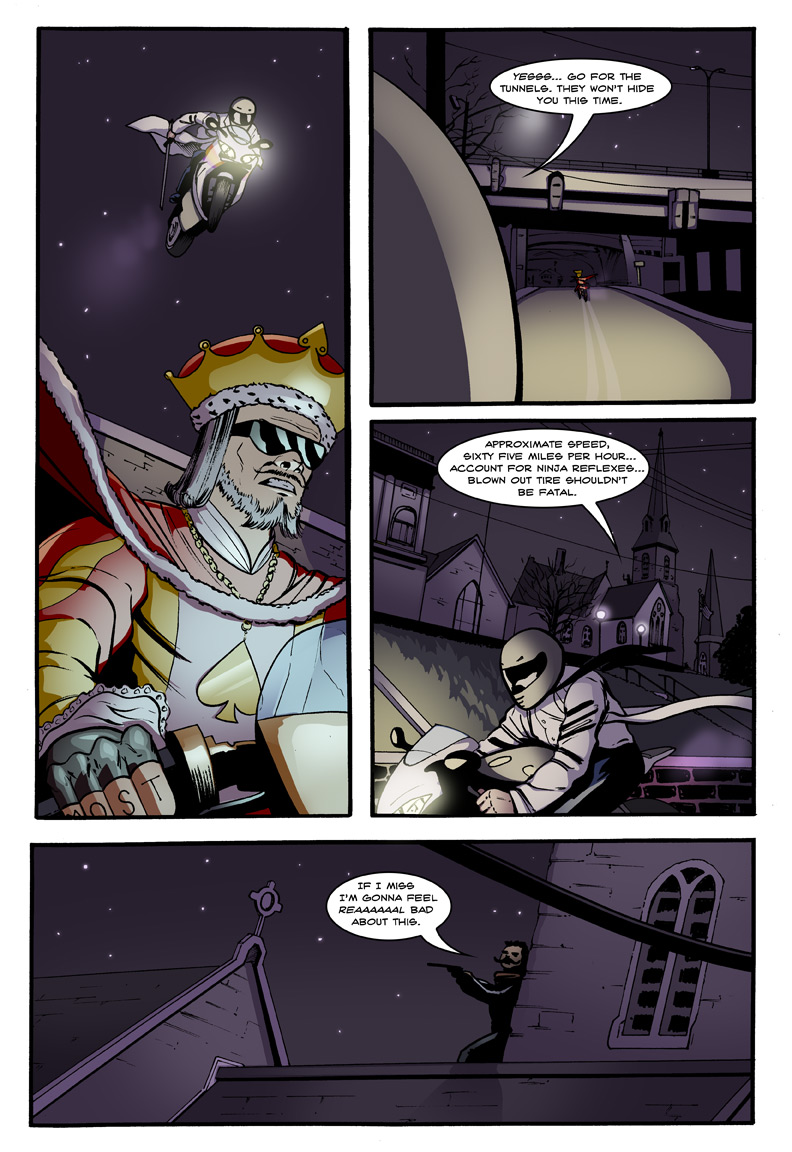 YESSS... GO FOR THE
TUNNELS. THEY WON'T HIDE
YOU THIS TIME.
APPROXIMATE SPEED,
SIXTY FIVE MILES PER HOUR...
ACCOUNT FOR NINJA REFLEXES...
BLOWN OUT TIRE SHOULDN'T
BE FATAL.
MOST
IF I MISS
I'M GONNA FEEL
REAAAAAAL BAD
ABOUT THIS.